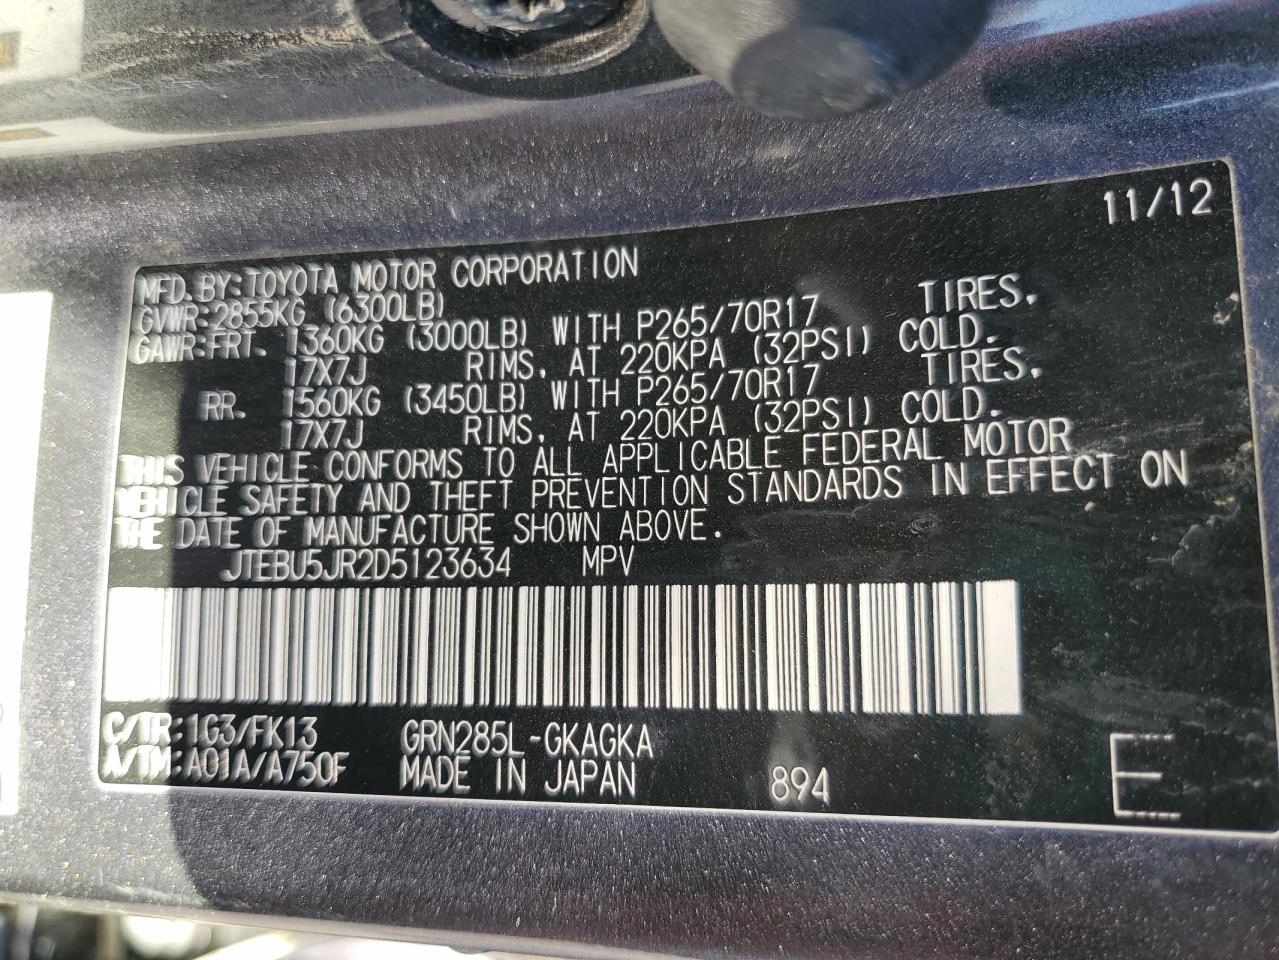 11/12
MFD. BY: TOYOTA MOTOR CORPORATION
GVWR: 2855KG (6300LB)
GAWR: FRT. 1360KG (3000LB) WITH P265/70R17 TIRES,
17X7J RIMS, AT 220KPA (32PSI) COLD.
RR. 1560KG (3450LB) WITH P265/70R17 TIRES,
17X7J RIMS, AT 220KPA (32PSI) COLD.
THIS VEHICLE CONFORMS TO ALL APPLICABLE FEDERAL MOTOR
VEHICLE SAFETY AND THEFT PREVENTION STANDARDS IN EFFECT ON
THE DATE OF MANUFACTURE SHOWN ABOVE.
JTEBU5JR2D5123634 MPV
C/TR: 1G3/FK13 GRN285L-GKAGKA
A/TM: A01A/A750F MADE IN JAPAN 894
E